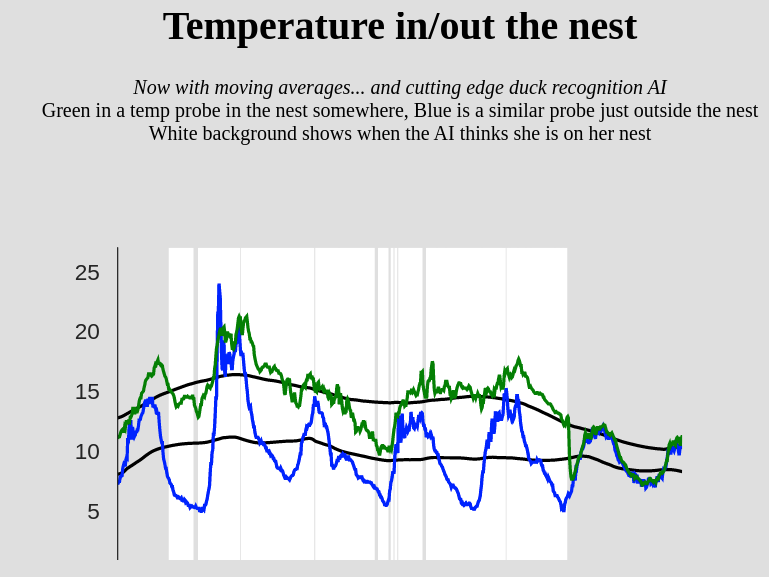 Temperature in/out the nest
Now with moving averages... and cutting edge duck recognition AI
Green in a temp probe in the nest somewhere, Blue is a similar probe just outside the nest
White background shows when the AI thinks she is on her nest
25
20
15
10
5